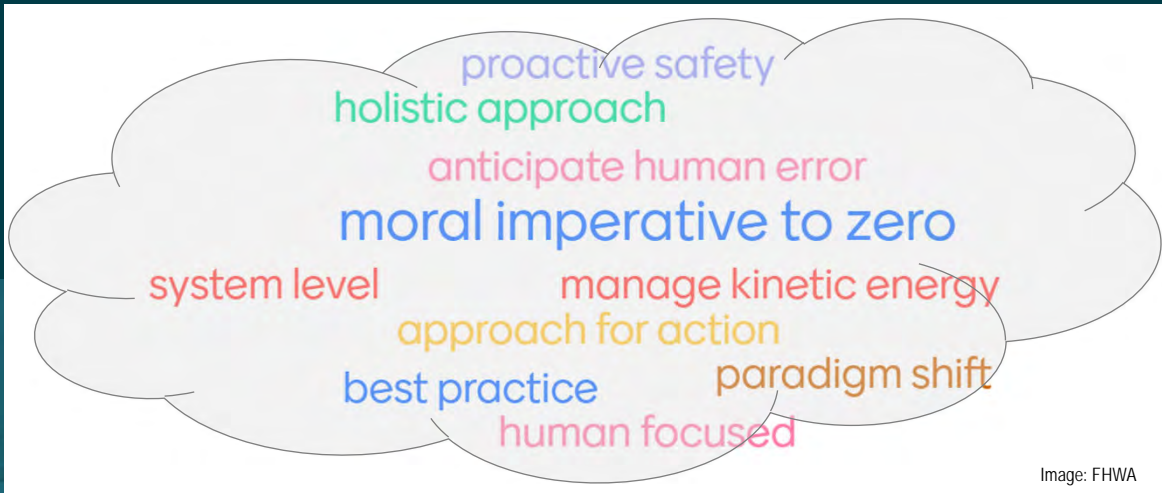 proactive safety
holistic approach
anticipate human error
moral imperative to zero
system level
manage kinetic energy
approach for action
paradigm shift
best practice
human focused
Image: FHWA